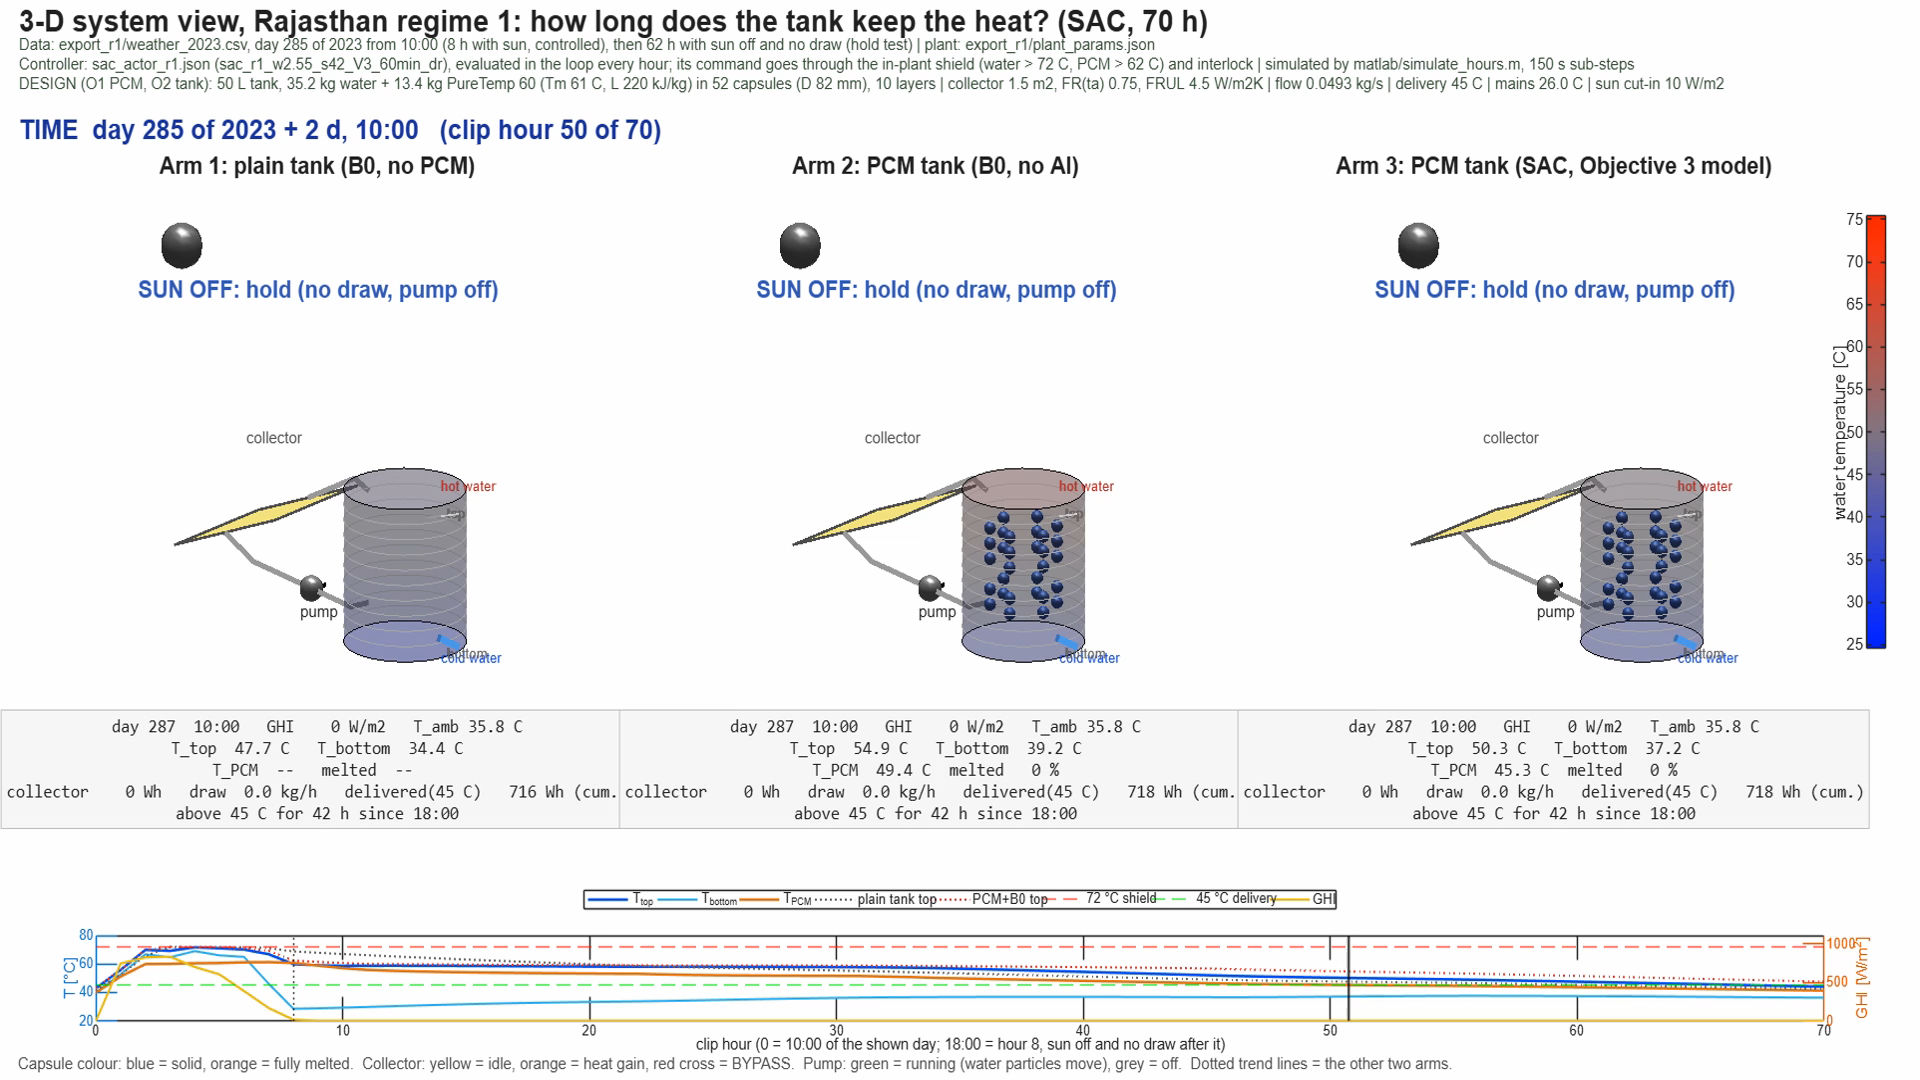 3-D system view, Rajasthan regime 1: how long does the tank keep the heat? (SAC, 70 h)
Data: export_r1/weather_2023.csv, day 285 of 2023 from 10:00 (8 h with sun, controlled), then 62 h with sun off and no draw (hold test) | plant: export_r1/plant_params.json
Controller: sac_actor_r1.json (sac_r1_w2.55_s42_V3_60min_dr), evaluated in the loop every hour; its command goes through the in-plant shield (water > 72 C, PCM > 62 C) and interlock | simulated by matlab/simulate_hours.m, 150 s sub-steps
DESIGN (O1 PCM, O2 tank): 50 L tank, 35.2 kg water + 13.4 kg PureTemp 60 (Tm 61 C, L 220 kJ/kg) in 52 capsules (D 82 mm), 10 layers | collector 1.5 m2, FR(ta) 0.75, FRUL 4.5 W/m2K | flow 0.0493 kg/s | delivery 45 C | mains 26.0 C | sun cut-in 10 W/m2
TIME day 285 of 2023 + 2 d, 10:00 (clip hour 50 of 70)
Arm 1: plain tank (B0, no PCM)
Arm 2: PCM tank (B0, no AI)
Arm 3: PCM tank (SAC, Objective 3 model)
SUN OFF: hold (no draw, pump off)
SUN OFF: hold (no draw, pump off)
SUN OFF: hold (no draw, pump off)
75
70
65
60
55
50
45
40
35
30
25
water temperature [C]
collector
hot water
top
pump
bottom
cold water
collector
hot water
top
pump
bottom
cold water
collector
hot water
top
pump
bottom
cold water
day 287 10:00 GHI 0 W/m2 T_amb 35.8 C
T_top 47.7 C T_bottom 34.4 C
T_PCM -- melted --
collector 0 Wh draw 0.0 kg/h delivered(45 C) 716 Wh (cum.
above 45 C for 42 h since 18:00
day 287 10:00 GHI 0 W/m2 T_amb 35.8 C
T_top 54.9 C T_bottom 39.2 C
T_PCM 49.4 C melted 0 %
collector 0 Wh draw 0.0 kg/h delivered(45 C) 718 Wh (cum.
above 45 C for 42 h since 18:00
day 287 10:00 GHI 0 W/m2 T_amb 35.8 C
T_top 50.3 C T_bottom 37.2 C
T_PCM 45.3 C melted 0 %
collector 0 Wh draw 0.0 kg/h delivered(45 C) 718 Wh (cum.)
above 45 C for 42 h since 18:00
T_top T_bottom T_PCM plain tank top PCM+B0 top 72 °C shield 45 °C delivery GHI
T [°C]
80
60
40
20
GHI [W/m²]
1000
500
0
0 10 20 30 40 50 60 70
clip hour (0 = 10:00 of the shown day; 18:00 = hour 8, sun off and no draw after it)
Capsule colour: blue = solid, orange = fully melted. Collector: yellow = idle, orange = heat gain, red cross = BYPASS. Pump: green = running (water particles move), grey = off. Dotted trend lines = the other two arms.